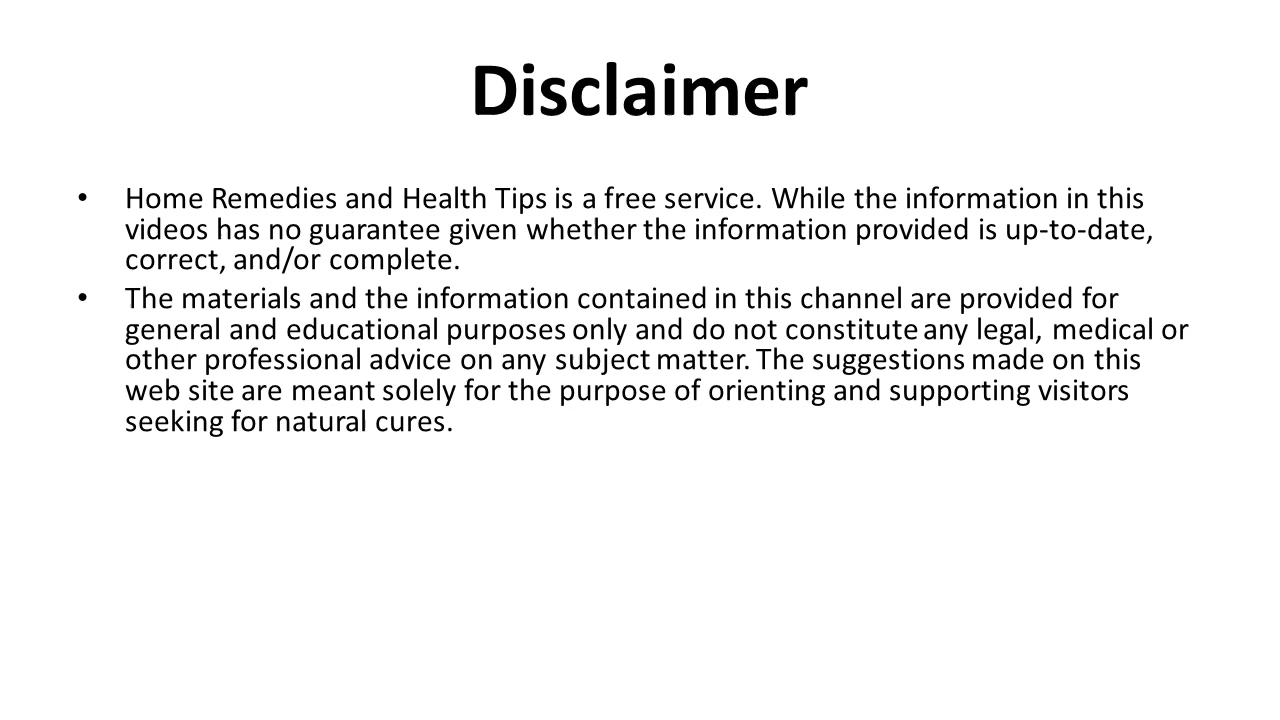 Disclaimer
• Home Remedies and Health Tips is a free service. While the information in this
videos has no guarantee given whether the information provided is up-to-date,
correct, and/or complete.
• The materials and the information contained in this channel are provided for
general and educational purposes only and do not constitute any legal, medical or
other professional advice on any subject matter. The suggestions made on this
web site are meant solely for the purpose of orienting and supporting visitors
seeking for natural cures.